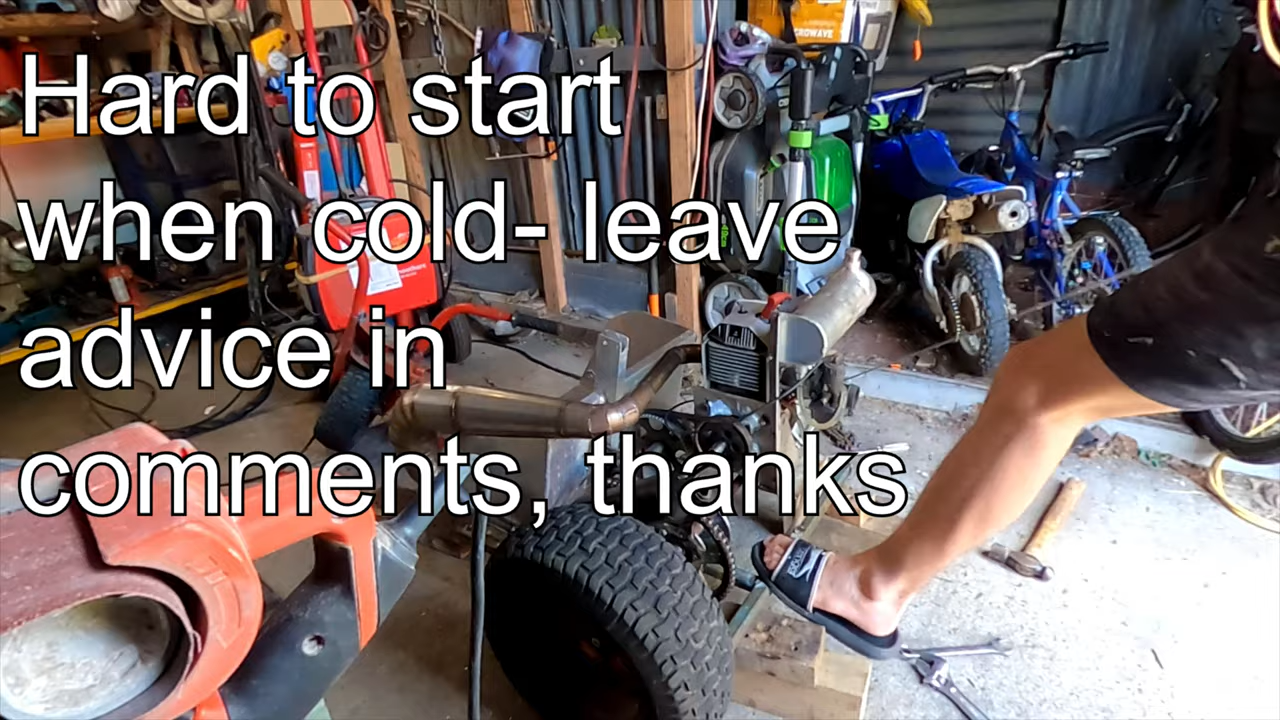 Hard to start
when cold- leave
advice in
comments, thanks